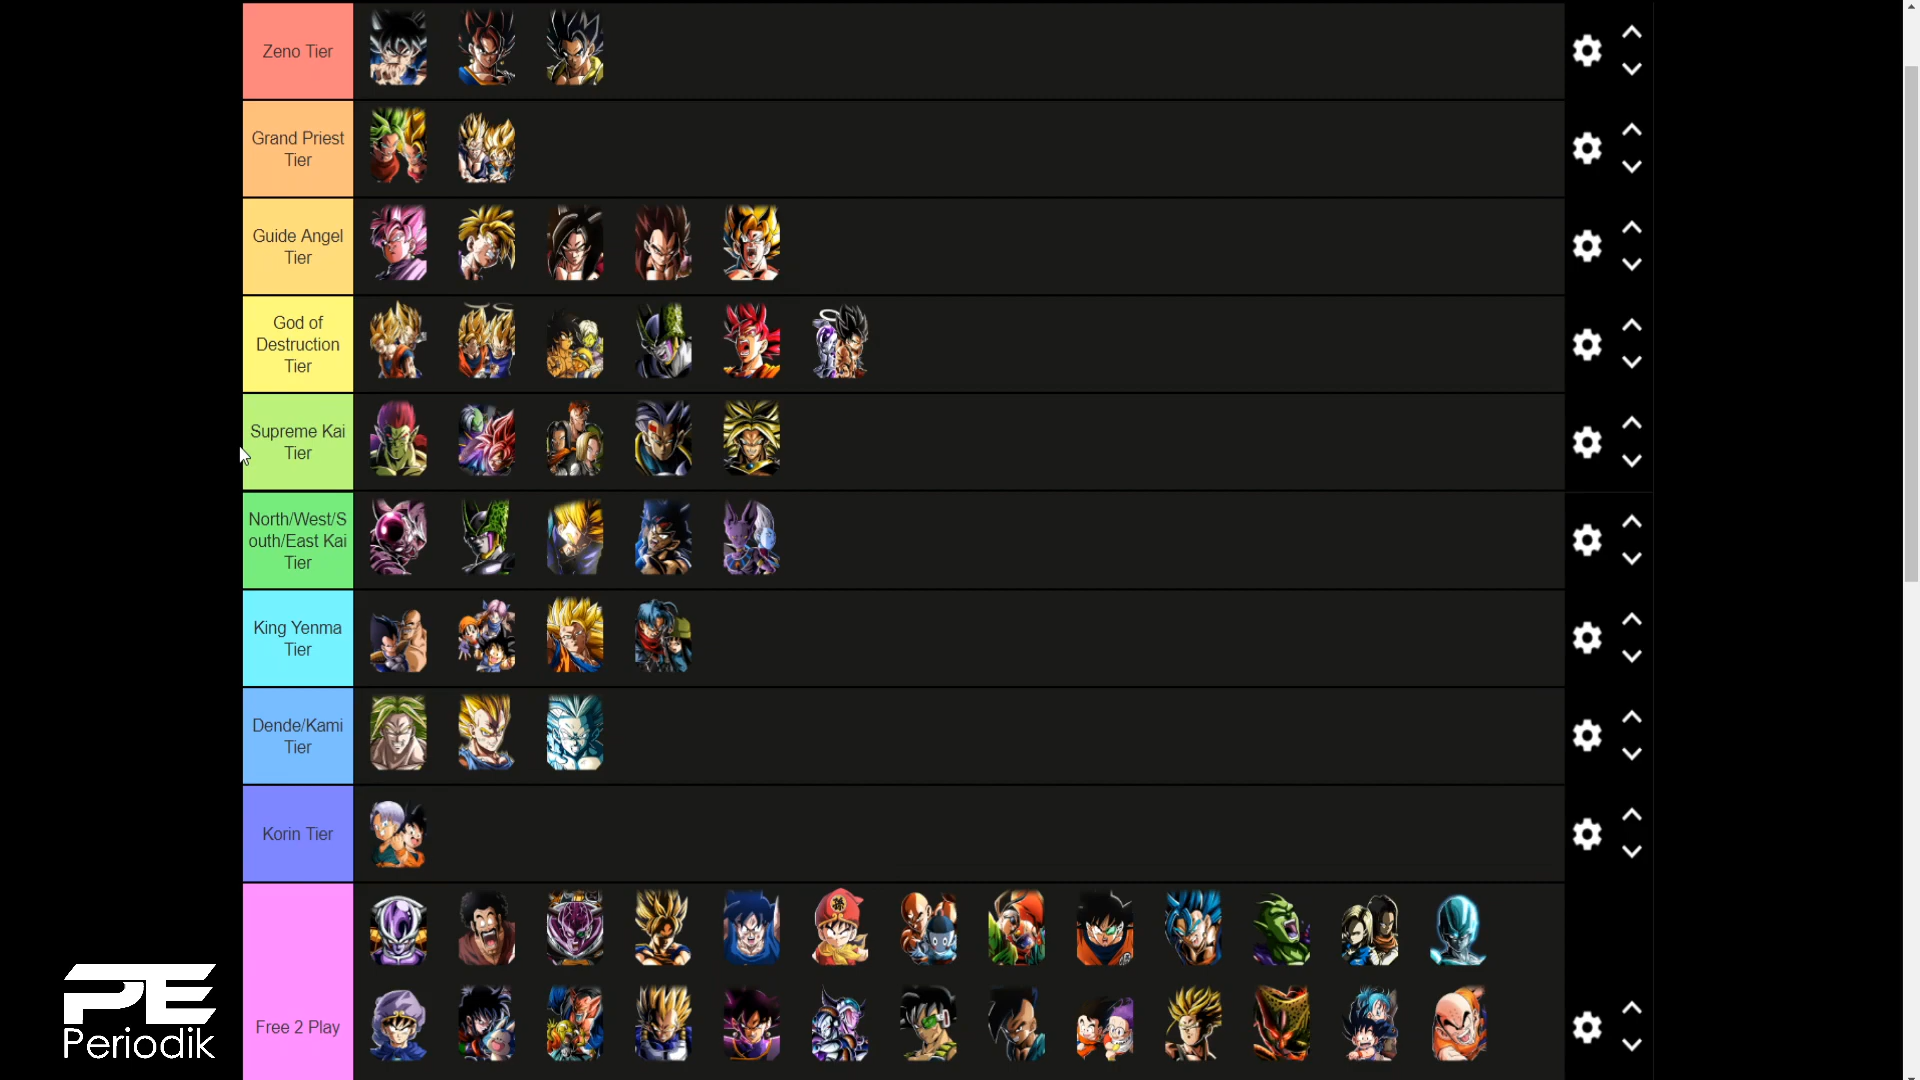 Zeno Tier
Grand Priest
Tier
Guide Angel
Tier
God of
Destruction
Tier
Supreme Kai
Tier
North/West/S
outh/East Kai
Tier
King Yenma
Tier
Dende/Kami
Tier
Korin Tier
Free 2 Play
PE
Periodik